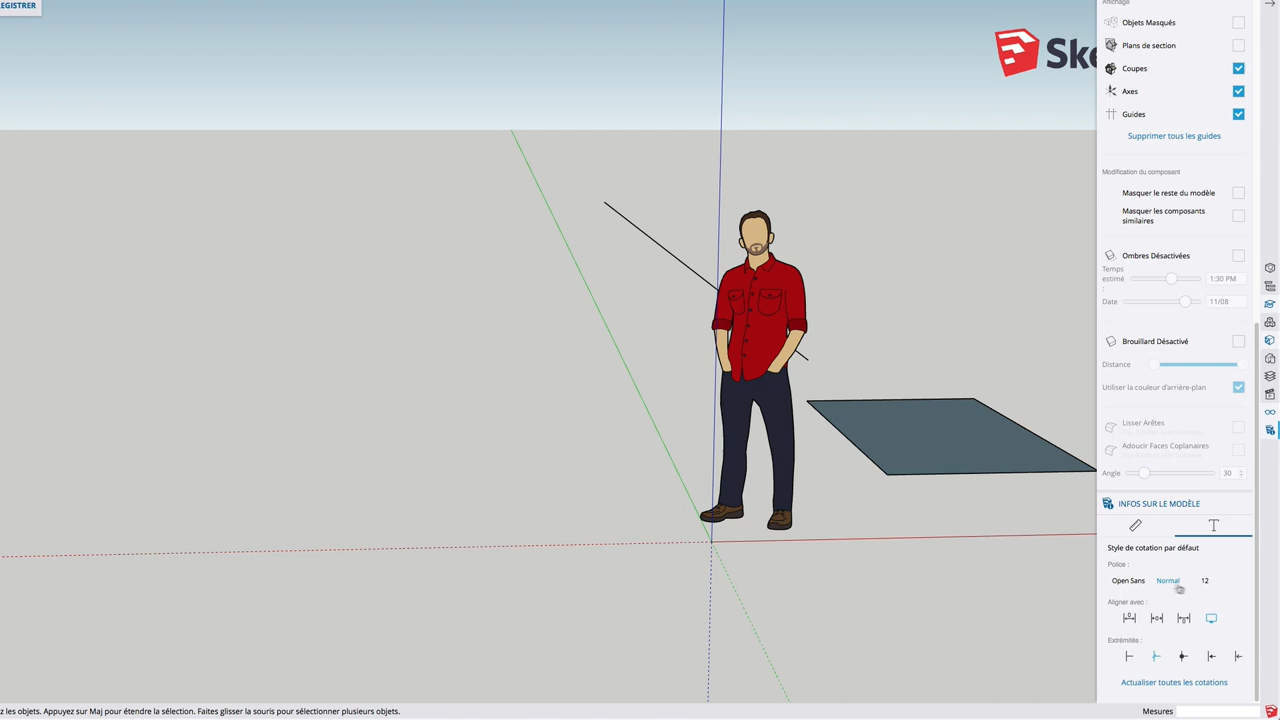 REGISTRER
Ske
Affichage
Objets Masqués
Plans de section
Coupes
Axes
Guides
Supprimer tous les guides
Modification du composant
Masquer le reste du modèle
Masquer les composants
similaires
Ombres Désactivées
Temps
estimé
:
1:30 PM
Date
11/08
Brouillard Désactivé
Distance
Utiliser la couleur d'arrière-plan
Lisser Arêtes
Adoucir Faces Coplanaires
Angle
30
INFOS SUR LE MODÈLE
Style de cotation par défaut
Police :
Open Sans Normal 12
Aligner avec :
Extrémités :
Actualiser toutes les cotations
z les objets. Appuyez sur Maj pour étendre la sélection. Faites glisser la souris pour sélectionner plusieurs objets.
Mesures